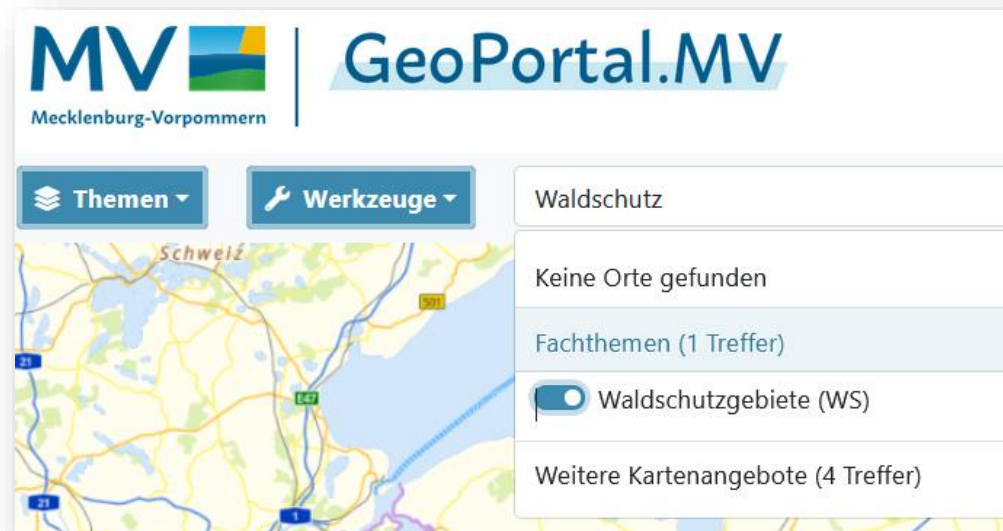 MV
Mecklenburg-Vorpommern
GeoPortal.MV
Themen
Werkzeuge
Waldschutz
Keine Orte gefunden
Fachthemen (1 Treffer)
Waldschutzgebiete (WS)
Weitere Kartenangebote (4 Treffer)
Schweiz
501
21
E47
21
1